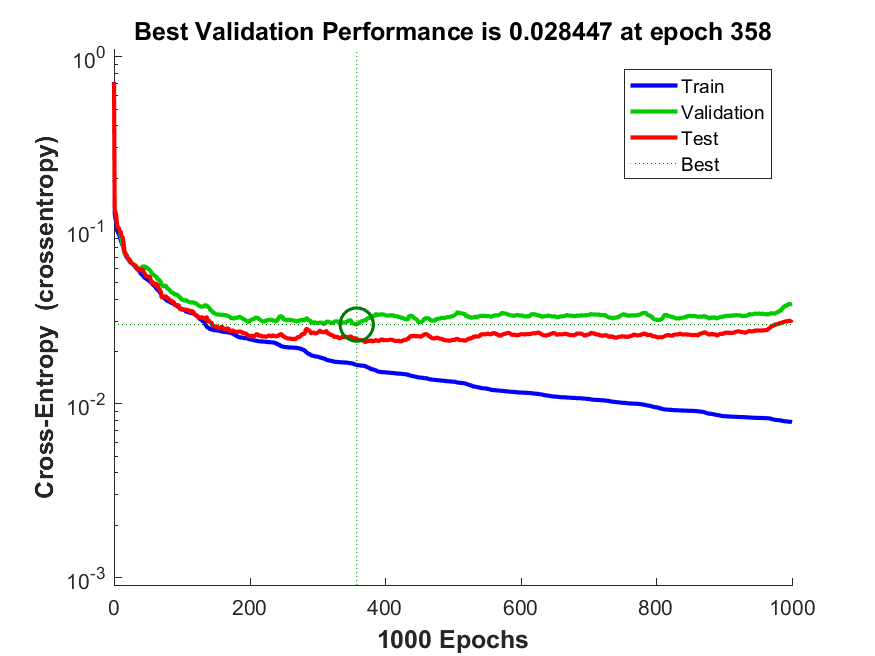 Best Validation Performance is 0.028447 at epoch 358
Cross-Entropy (crossentropy)
10^0
10^-1
10^-2
10^-3
Train
Validation
Test
Best
0 200 400 600 800 1000
1000 Epochs